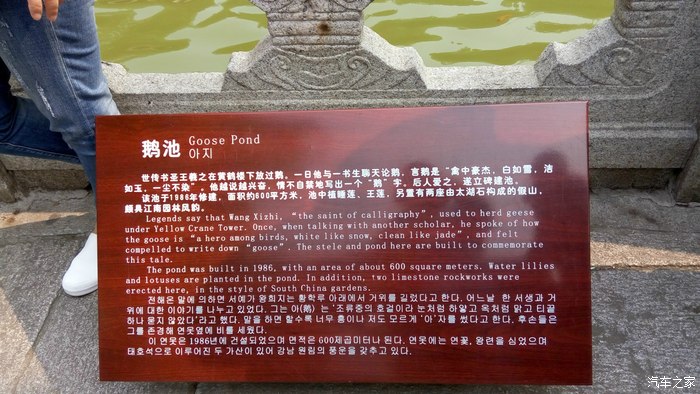 鹅池 Goose Pond
아지
世传书圣王羲之在黄鹤楼下放过鹅。一日他与一书生聊天论鹅，言鹅是“禽中豪杰，白如雪，洁
如玉，一尘不染”。他越说越兴奋，情不自禁地写出一个“鹅”字。后人爱之，遂立碑建池。
该池于1986年修建，面积约600平方米，池中植睡莲、王莲，另置有两座由太湖石构成的假山，
颇具江南园林风韵。
Legends say that Wang Xizhi, “the saint of calligraphy”, used to herd geese
under Yellow Crane Tower. Once, when talking with another scholar, he spoke of how
the goose is “a hero among birds, white like snow, clean like jade”, and felt
compelled to write down “goose”. The stele and pond here are built to commemorate
this tale.
The pond was built in 1986, with an area of about 600 square meters. Water lilies
and lotuses are planted in the pond. In addition, two limestone rockworks were
erected here, in the style of South China gardens.
전해온 말에 의하면 서예가 왕희지는 황학루 아래에서 거위를 길렀다고 한다. 어느날 한 서생과 거
위에 대한 이야기를 나누고 있었다. 그는 아(鹅) 는 ‘조류중의 호걸이라 눈처럼 하얗고 옥처럼 맑고 티끌
하나 묻지 않았다’라고 했다. 말을 하면 할수록 너무 흥이나 저도 모르게 ‘아’자를 썼다고 한다. 후손들은
그를 존경해 연못옆에 비를 세웠다.
이 연못은 1986년에 건설되었으며 면적은 600제곱미터나 된다. 연못에는 연꽃, 왕련을 심었으며
태호석으로 이루어진 두 가산이 있어 강남 원림의 풍운을 갖추고 있다.
汽车之家